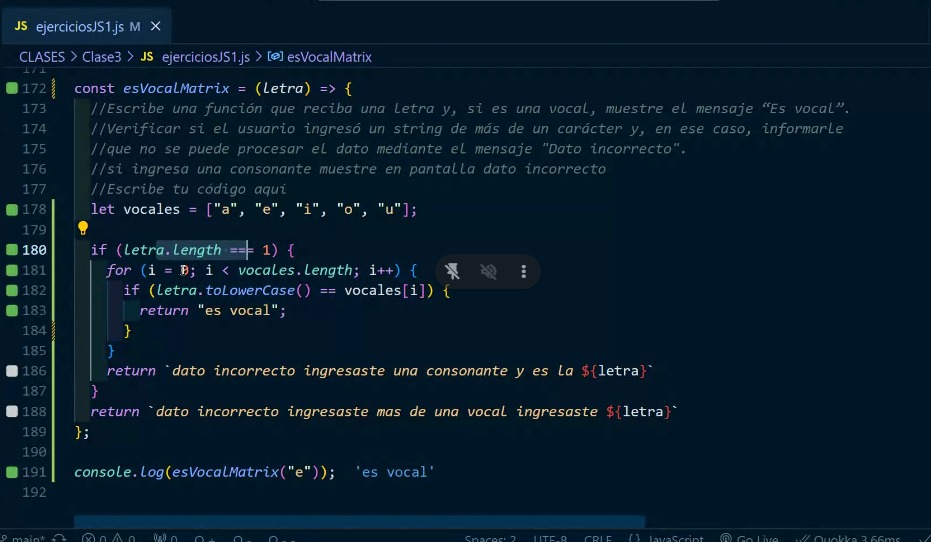 JS ejerciciosJS1.js M ×
CLASES > Clase3 > JS ejerciciosJS1.js > esVocalMatrix
171
172 const esVocalMatrix = (letra) => {
173 //Escribe una función que reciba una letra y, si es una vocal, muestre el mensaje “Es vocal”.
174 //Verificar si el usuario ingresó un string de más de un carácter y, en ese caso, informarle
175 //que no se puede procesar el dato mediante el mensaje "Dato incorrecto".
176 //si ingresa una consonante muestre en pantalla dato incorrecto
177 //Escribe tu código aqui
178 let vocales = ["a", "e", "i", "o", "u"];
179
180 if (letra.length === 1) {
181 for (i = 0; i < vocales.length; i++) {
182 if (letra.toLowerCase() == vocales[i]) {
183 return "es vocal";
184 }
185 }
186 return `dato incorrecto ingresaste una consonante y es la ${letra}`
187 }
188 return `dato incorrecto ingresaste mas de una vocal ingresaste ${letra}`
189 };
190
191 console.log(esVocalMatrix("e")); 'es vocal'
192
main* 0 0 0 Spaces: 2 UTF-8 CRLF {} JavaScript Go Live Quokka 3.66ms